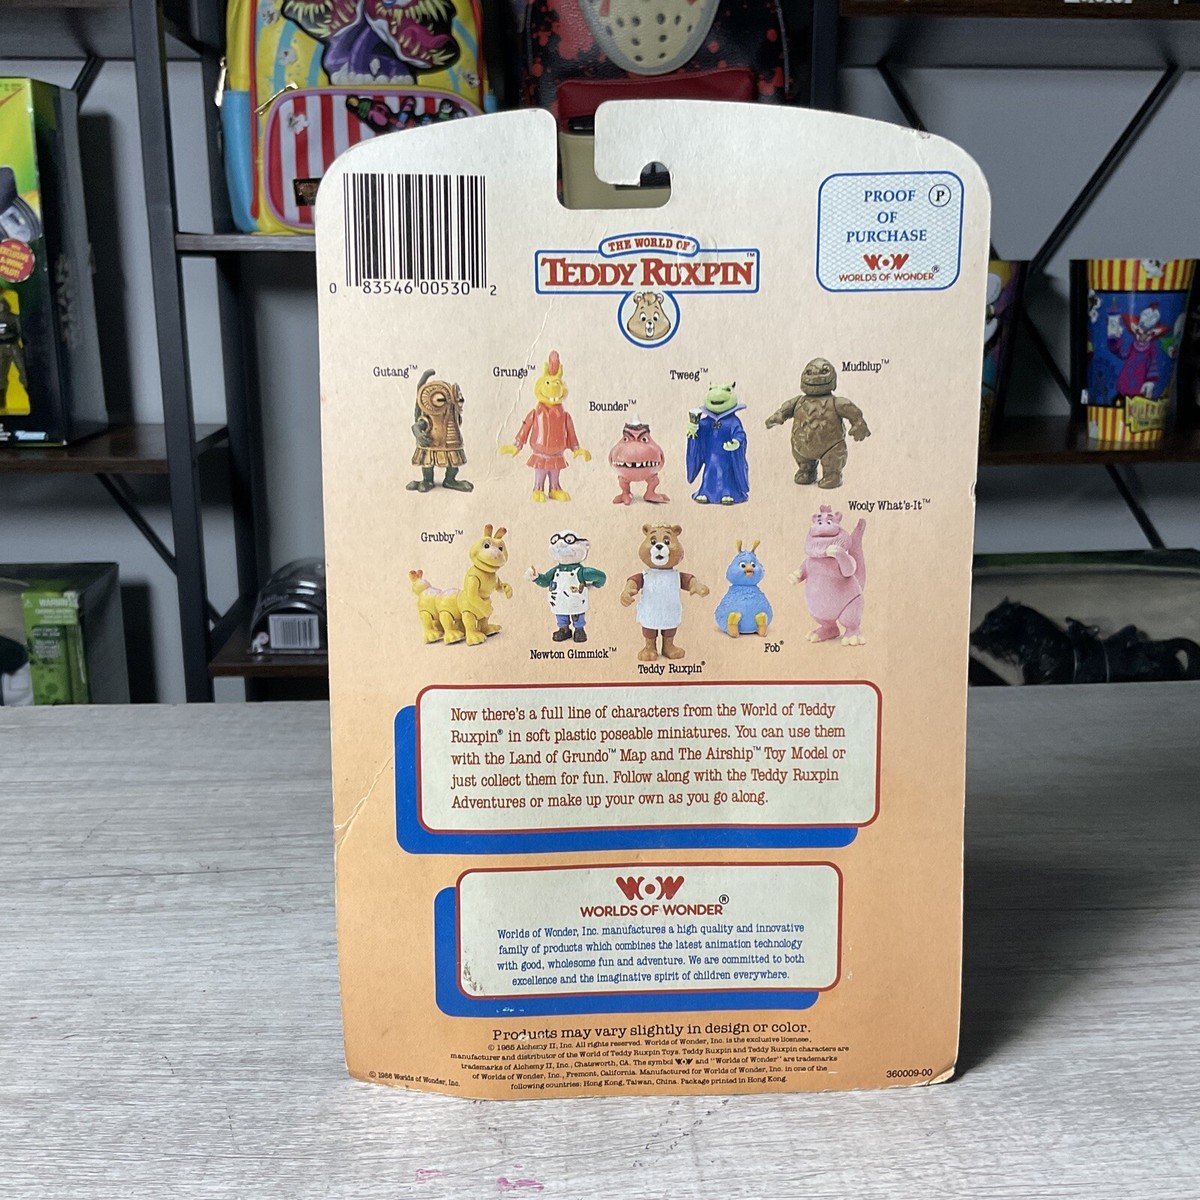 PROOF P
OF
PURCHASE
WOW
WORLDS OF WONDER®
0 83546 00530 2
THE WORLD OF
TEDDY RUXPIN™
Gutang™
Grunge™
Bounder™
Tweeg™
Mudblup™
Grubby™
Newton Gimmick™
Teddy Ruxpin®
Fob®
Wooly What's-It™
Now there's a full line of characters from the World of Teddy
Ruxpin® in soft plastic poseable miniatures. You can use them
with the Land of Grundo™ Map and The Airship™ Toy Model or
just collect them for fun. Follow along with the Teddy Ruxpin
Adventures or make up your own as you go along.
WOW
WORLDS OF WONDER®
Worlds of Wonder, Inc. manufactures a high quality and innovative
family of products which combines the latest animation technology
with good, wholesome fun and adventure. We are committed to both
excellence and the imaginative spirit of children everywhere.
Products may vary slightly in design or color.
© 1985 Alchemy II, Inc. All rights reserved. Worlds of Wonder, Inc. is the exclusive licensee,
manufacturer and distributor of the World of Teddy Ruxpin Toys. Teddy Ruxpin and Teddy Ruxpin characters are
trademarks of Alchemy II, Inc., Chatsworth, CA. The symbol WOW and "Worlds of Wonder" are trademarks
of Worlds of Wonder, Inc., Fremont, California. Manufactured for Worlds of Wonder, Inc. in one of the
following countries: Hong Kong, Taiwan, China. Package printed in Hong Kong.
© 1986 Worlds of Wonder, Inc.
360009-00
Kenner
WARNING